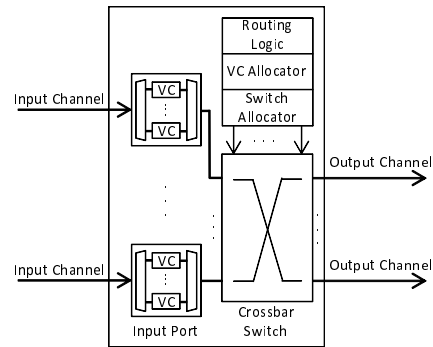 Routing
Logic
VC Allocator
Switch
Allocator
Input Channel
VC
VC
Output Channel
Input Channel
VC
VC
Output Channel
Input Port
Crossbar
Switch